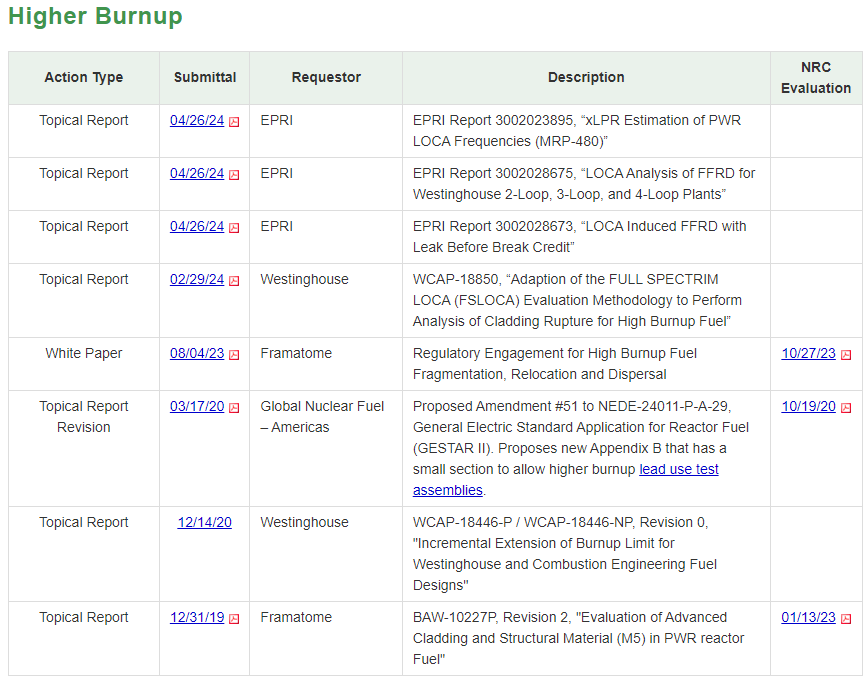 Higher Burnup
Action Type Submittal Requestor Description NRC Evaluation
Topical Report 04/26/24 EPRI EPRI Report 3002023895, “xLPR Estimation of PWR
LOCA Frequencies (MRP-480)”
Topical Report 04/26/24 EPRI EPRI Report 3002028675, “LOCA Analysis of FFRD for
Westinghouse 2-Loop, 3-Loop, and 4-Loop Plants”
Topical Report 04/26/24 EPRI EPRI Report 3002028673, “LOCA Induced FFRD with
Leak Before Break Credit”
Topical Report 02/29/24 Westinghouse WCAP-18850, “Adaption of the FULL SPECTRIM
LOCA (FSLOCA) Evaluation Methodology to Perform
Analysis of Cladding Rupture for High Burnup Fuel”
White Paper 08/04/23 Framatome Regulatory Engagement for High Burnup Fuel 10/27/23
Fragmentation, Relocation and Dispersal
Topical Report 03/17/20 Global Nuclear Fuel Proposed Amendment #51 to NEDE-24011-P-A-29, 10/19/20
Revision – Americas General Electric Standard Application for Reactor Fuel
(GESTAR II). Proposes new Appendix B that has a
small section to allow higher burnup lead use test
assemblies.
Topical Report 12/14/20 Westinghouse WCAP-18446-P / WCAP-18446-NP, Revision 0,
"Incremental Extension of Burnup Limit for
Westinghouse and Combustion Engineering Fuel
Designs"
Topical Report 12/31/19 Framatome BAW-10227P, Revision 2, "Evaluation of Advanced 01/13/23
Cladding and Structural Material (M5) in PWR reactor
Fuel"